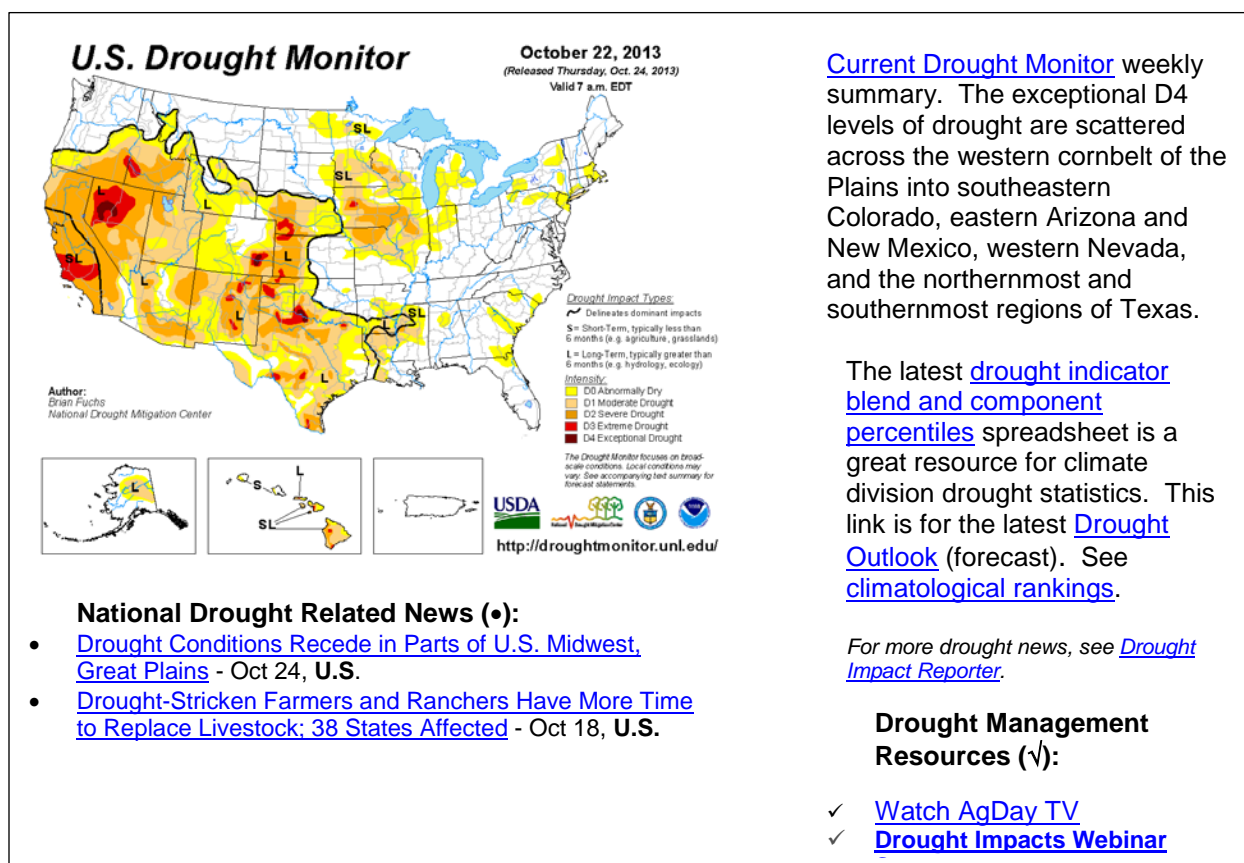 U.S. Drought Monitor
October 22, 2013
(Released Thursday, Oct. 24, 2013)
Valid 7 a.m. EDT
SL
SL
L
L
L
SL
L
L
L
SL
L
L
Drought Impact Types:
Delineates dominant impacts
S = Short-Term, typically less than
6 months (e.g. agriculture, grasslands)
L = Long-Term, typically greater than
6 months (e.g. hydrology, ecology)
Intensity:
D0 Abnormally Dry
D1 Moderate Drought
D2 Severe Drought
D3 Extreme Drought
D4 Exceptional Drought
Author:
Brian Fuchs
National Drought Mitigation Center
The Drought Monitor focuses on broad-
scale conditions. Local conditions may
vary. See accompanying text summary for
forecast statements.
L
S
L
SL
USDA
National Drought Mitigation Center
http://droughtmonitor.unl.edu/
National Drought Related News (•):
• Drought Conditions Recede in Parts of U.S. Midwest,
Great Plains - Oct 24, U.S.
• Drought-Stricken Farmers and Ranchers Have More Time
to Replace Livestock; 38 States Affected - Oct 18, U.S.
Current Drought Monitor weekly
summary. The exceptional D4
levels of drought are scattered
across the western cornbelt of the
Plains into southeastern
Colorado, eastern Arizona and
New Mexico, western Nevada,
and the northernmost and
southernmost regions of Texas.
The latest drought indicator
blend and component
percentiles spreadsheet is a
great resource for climate
division drought statistics. This
link is for the latest Drought
Outlook (forecast). See
climatological rankings.
For more drought news, see Drought
Impact Reporter.
Drought Management
Resources (√):
✓ Watch AgDay TV
✓ Drought Impacts Webinar